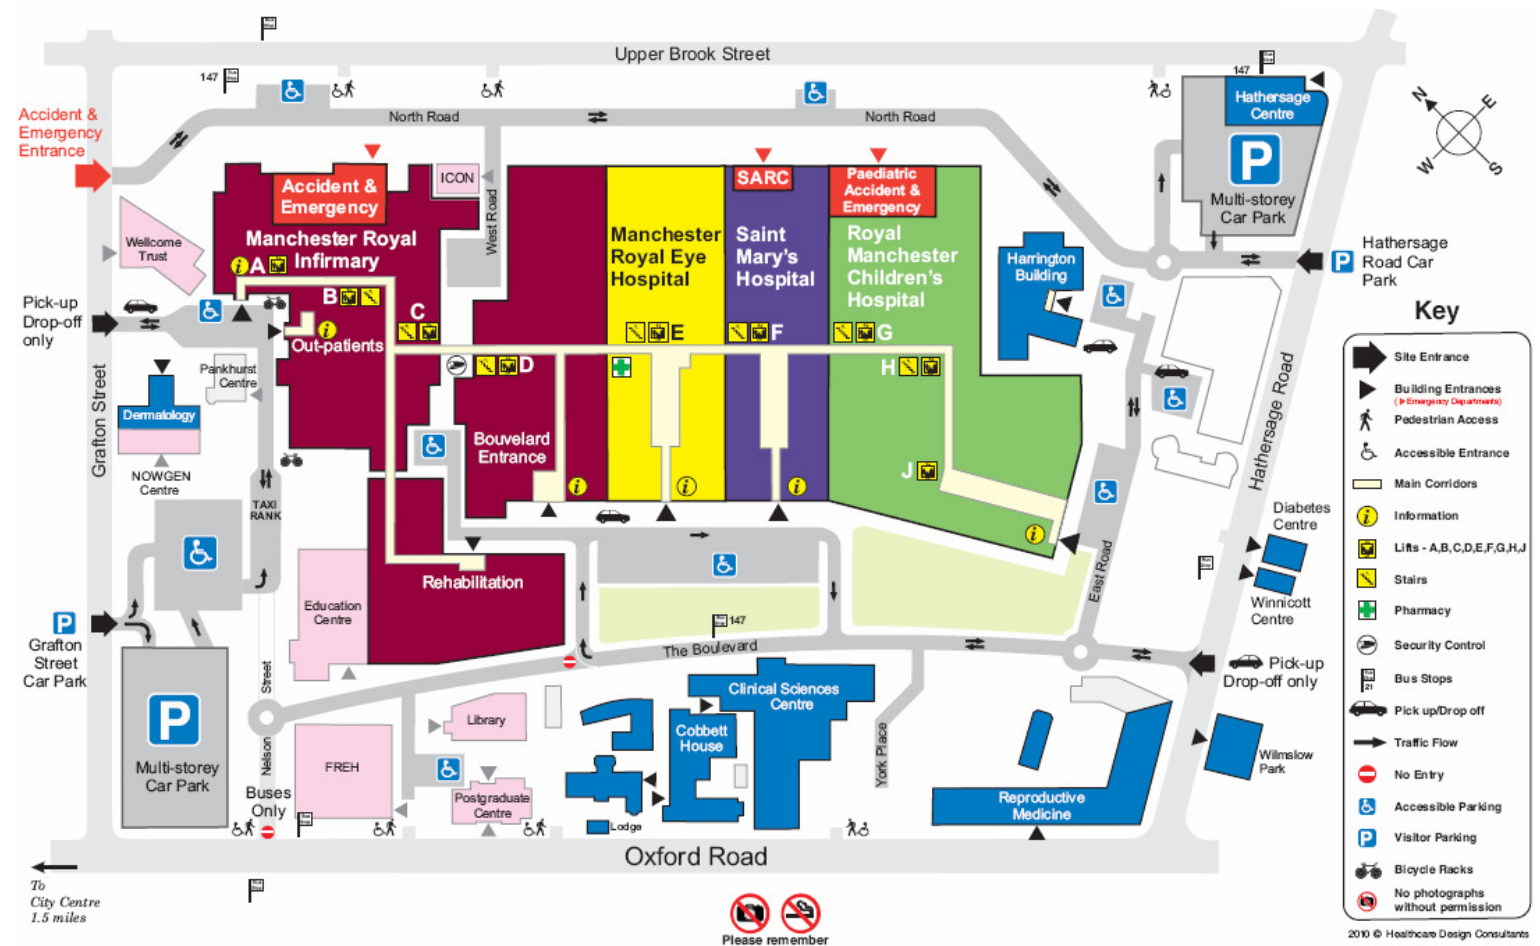 Upper Brook Street
147
147
Hathersage
Centre
Accident &
Emergency
Entrance
North Road
North Road
N
E
W
S
Multi-storey
Car Park
P
ICON
West Road
Accident &
Emergency
SARC
Paediatric
Accident &
Emergency
Wellcome
Trust
Manchester Royal
Infirmary
Manchester
Royal Eye
Hospital
Saint
Mary's
Hospital
Royal
Manchester
Children's
Hospital
Harrington
Building
P
Hathersage
Road Car
Park
i A
B
C
D
E
F
G
H
J
Pick-up
Drop-off
only
i
Out-patients
Pankhurst
Centre
Dermatology
NOWGEN
Centre
Grafton Street
TAXI
RANK
Bouvelard
Entrance
i
i
i
i
Hathersage Road
Diabetes
Centre
Winnicott
Centre
East Road
Rehabilitation
Education
Centre
P
Grafton
Street
Car Park
147
The Boulevard
Pick-up
Drop-off only
P
Multi-storey
Car Park
Nelson
Street
Buses
Only
FREH
Library
Postgraduate
Centre
Lodge
Cobbett
House
Clinical Sciences
Centre
York Place
Reproductive
Medicine
Wilmslow
Park
Oxford Road
To
City Centre
1.5 miles
Please remember
Key
Site Entrance
Building Entrances
( Emergency Departments)
Pedestrian Access
Accessible Entrance
Main Corridors
i Information
Lifts - A,B,C,D,E,F,G,H,J
Stairs
Pharmacy
Security Control
21 Bus Stops
Pick up/Drop off
Traffic Flow
No Entry
Accessible Parking
P Visitor Parking
Bicycle Racks
No photographs
without permission
2010 © Healthcare Design Consultants